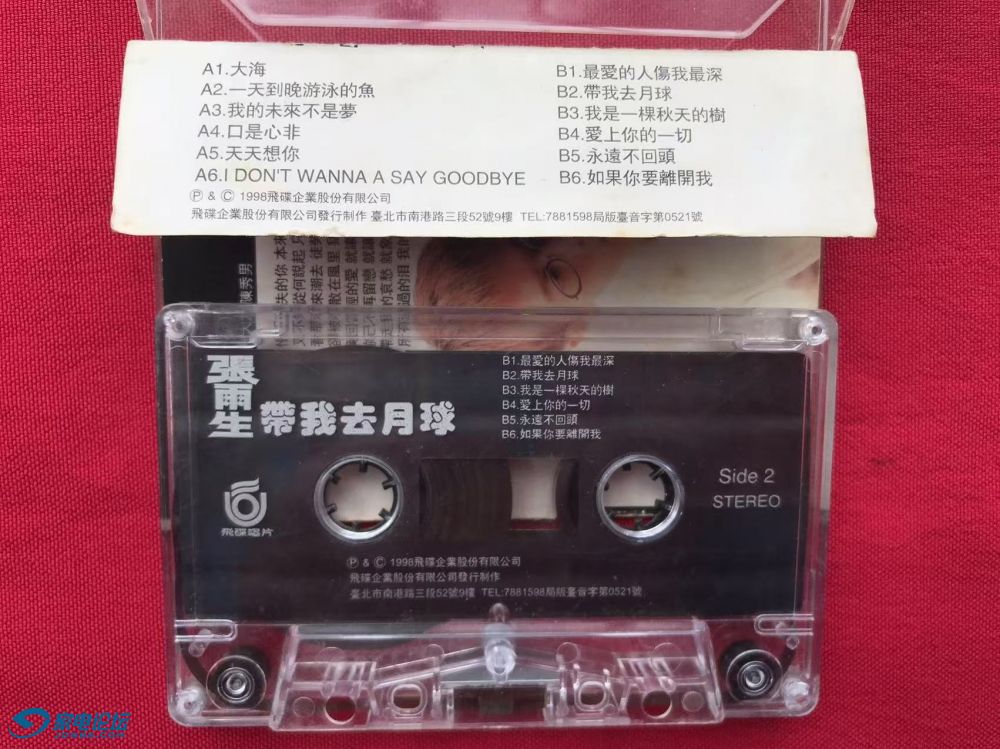 A1.大海
A2.一天到晚游泳的魚
A3.我的未來不是夢
A4.口是心非
A5.天天想你
A6.I DON'T WANNA A SAY GOODBYE
B1.最愛的人傷我最深
B2.帶我去月球
B3.我是一棵秋天的樹
B4.愛上你的一切
B5.永遠不回頭
B6.如果你要離開我
Ⓟ & Ⓒ 1998飛碟企業股份有限公司
飛碟企業股份有限公司發行制作 臺北市南港路三段52號9樓 TEL:7881598局版臺音字第0521號
陳秀男
張雨生
帶我去月球
B1.最愛的人傷我最深
B2.帶我去月球
B3.我是一棵秋天的樹
B4.愛上你的一切
B5.永遠不回頭
B6.如果你要離開我
Side 2
STEREO
飛碟唱片
Ⓟ & Ⓒ 1998飛碟企業股份有限公司
飛碟企業股份有限公司發行制作
臺北市南港路三段52號9樓 TEL:7881598局版臺音字第0521號
家电论坛